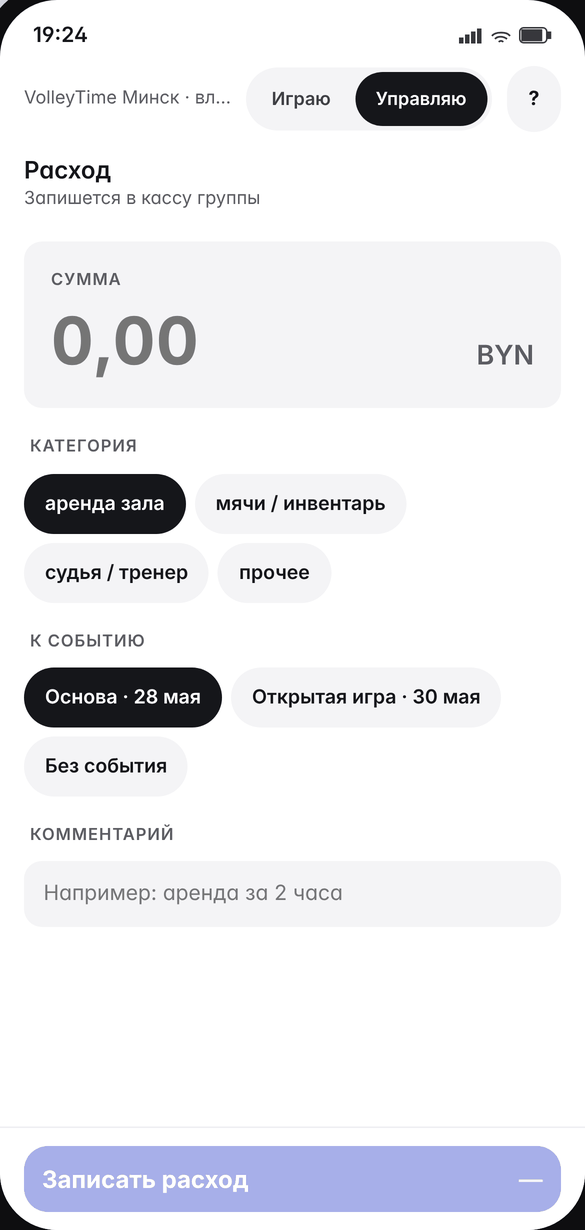 19:24
VolleyTime Минск · вл...
Играю
Управляю
?
Расход
Запишется в кассу группы
СУММА
0,00
BYN
КАТЕГОРИЯ
аренда зала
мячи / инвентарь
судья / тренер
прочее
К СОБЫТИЮ
Основа · 28 мая
Открытая игра · 30 мая
Без события
КОММЕНТАРИЙ
Например: аренда за 2 часа
Записать расход
—